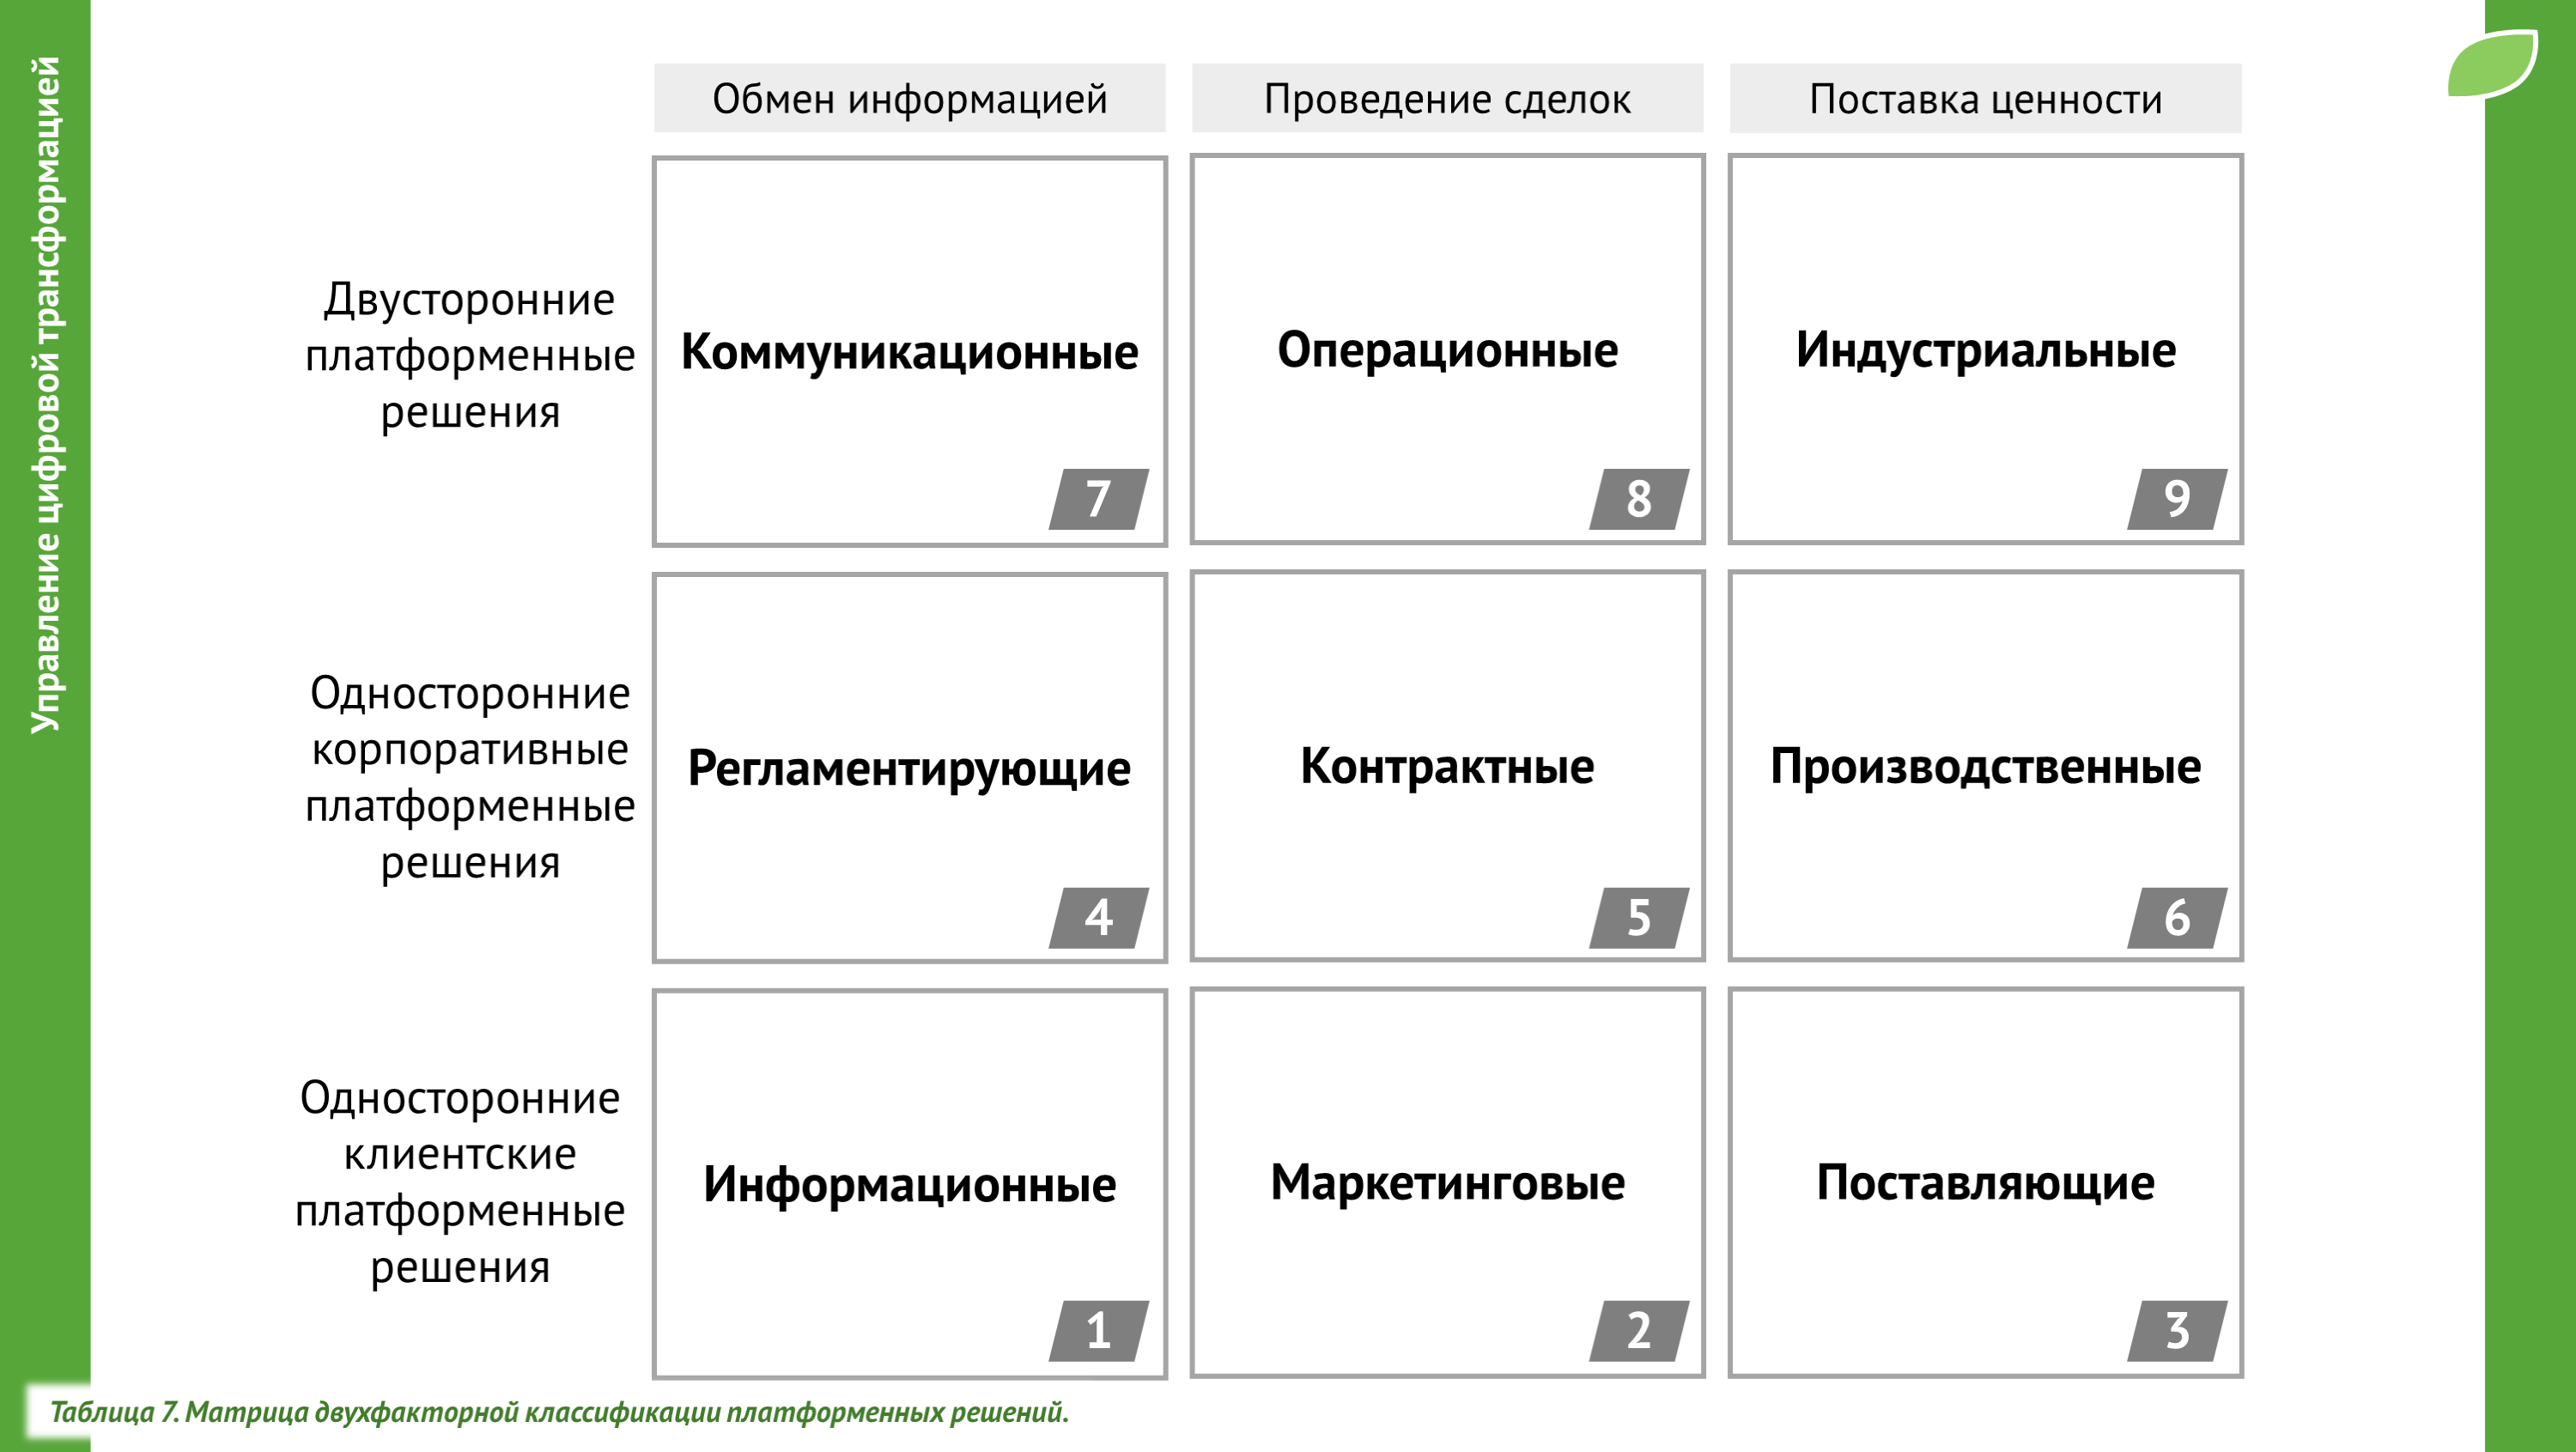 Управление цифровой трансформацией
Обмен информацией
Проведение сделок
Поставка ценности
Двусторонние
платформенные
решения
Коммуникационные
7
Операционные
8
Индустриальные
9
Односторонние
корпоративные
платформенные
решения
Регламентирующие
4
Контрактные
5
Производственные
6
Односторонние
клиентские
платформенные
решения
Информационные
1
Маркетинговые
2
Поставляющие
3
Таблица 7. Матрица двухфакторной классификации платформенных решений.